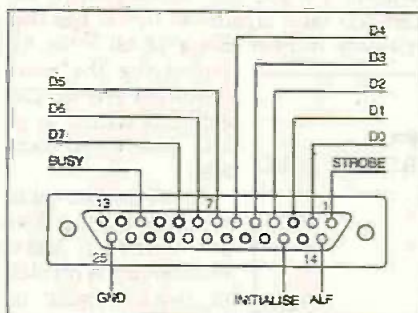 D4
D3
D5 D2
D6 D1
D7 D0
BUSY STROBE
13 7 1
25 14
GND INITIALISE ALF